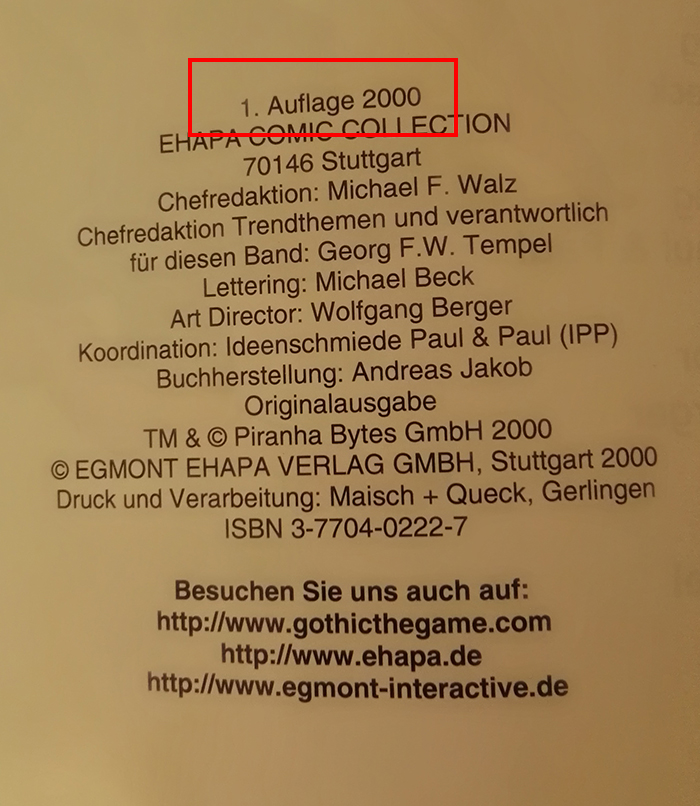 1. Auflage 2000
EHAPA COMIC COLLECTION
70146 Stuttgart
Chefredaktion: Michael F. Walz
Chefredaktion Trendthemen und verantwortlich
für diesen Band: Georg F.W. Tempel
Lettering: Michael Beck
Art Director: Wolfgang Berger
Koordination: Ideenschmiede Paul & Paul (IPP)
Buchherstellung: Andreas Jakob
Originalausgabe
TM & © Piranha Bytes GmbH 2000
© EGMONT EHAPA VERLAG GMBH, Stuttgart 2000
Druck und Verarbeitung: Maisch + Queck, Gerlingen
ISBN 3-7704-0222-7
Besuchen Sie uns auch auf:
http://www.gothicthegame.com
http://www.ehapa.de
http://www.egmont-interactive.de